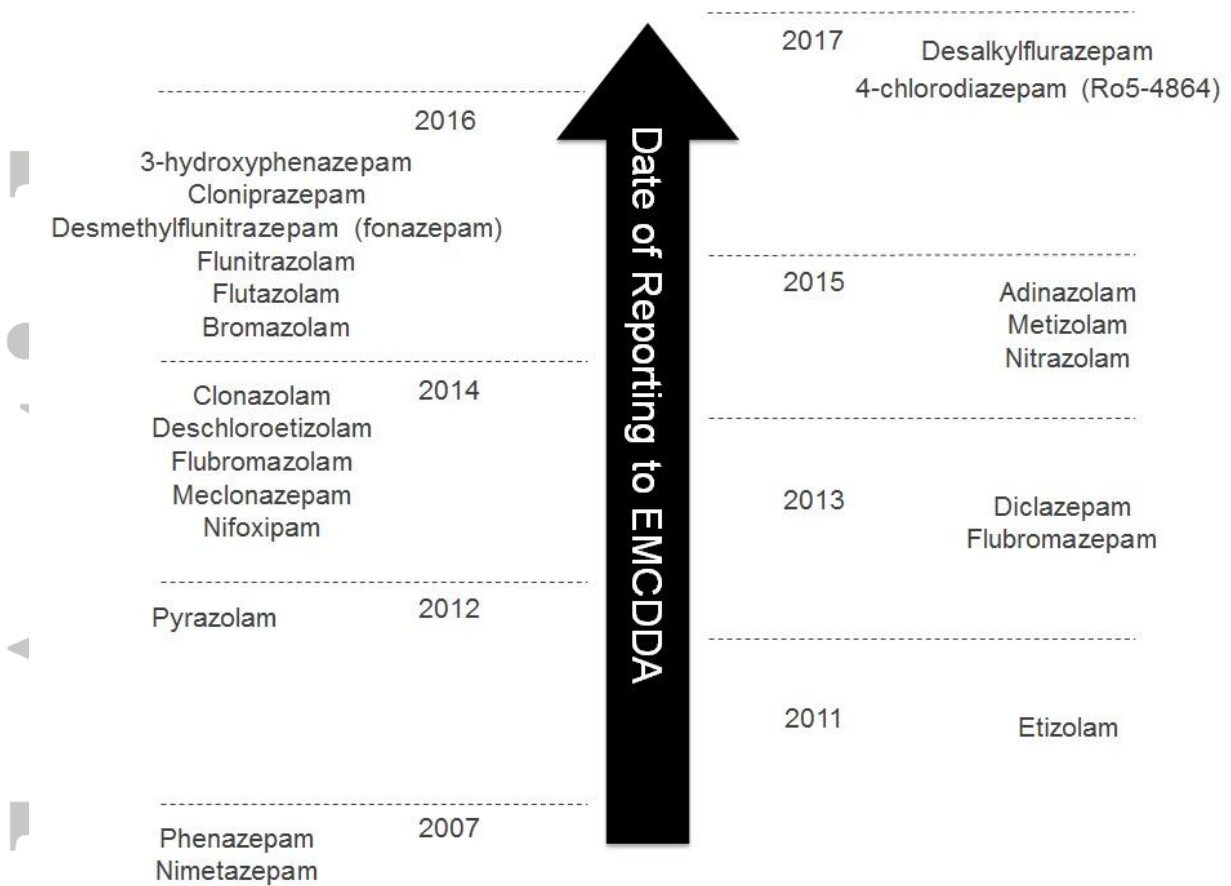 2017
Desalkylflurazepam
4-chlorodiazepam (Ro5-4864)
2016
3-hydroxyphenazepam
Cloniprazepam
Desmethylflunitrazepam (fonazepam)
Flunitrazolam
Flutazolam
Bromazolam
2015
Adinazolam
Metizolam
Nitrazolam
2014
Clonazolam
Deschloroetizolam
Flubromazolam
Meclonazepam
Nifoxipam
2013
Diclazepam
Flubromazepam
2012
Pyrazolam
2011
Etizolam
2007
Phenazepam
Nimetazepam
Date of Reporting to EMCDDA